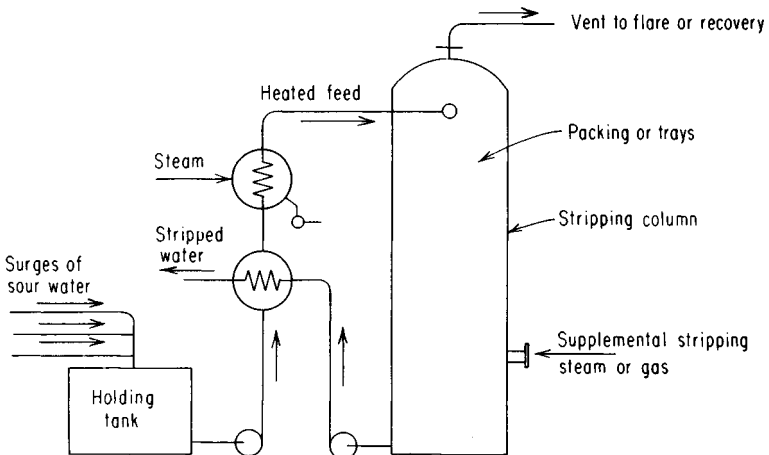 Vent to flare or recovery
Heated feed
Packing or trays
Steam
Stripping column
Stripped
water
Surges of
sour water
Supplemental stripping
steam or gas
Holding
tank